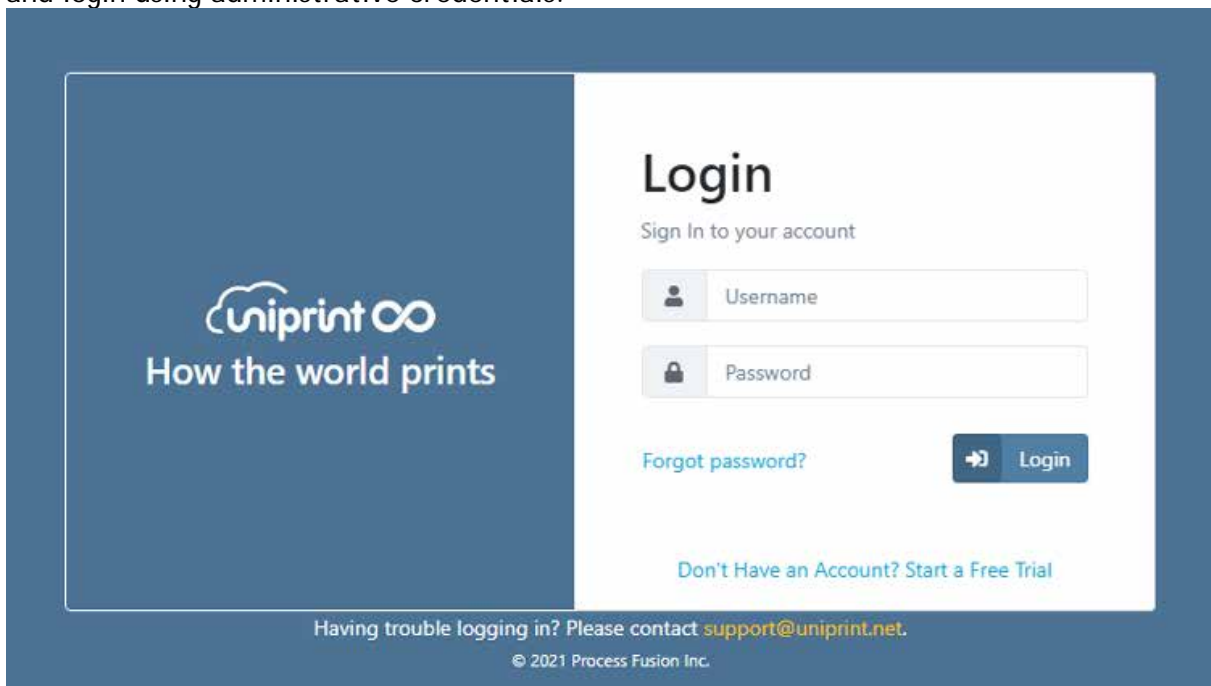 and login using administrative credentials.
Login
Sign In to your account
Username
uniprint
How the world prints
Password
Forgot password?
Login
Don't Have an Account? Start a Free Trial
Having trouble logging in? Please contact support@uniprint.net.
© 2021 Process Fusion Inc.